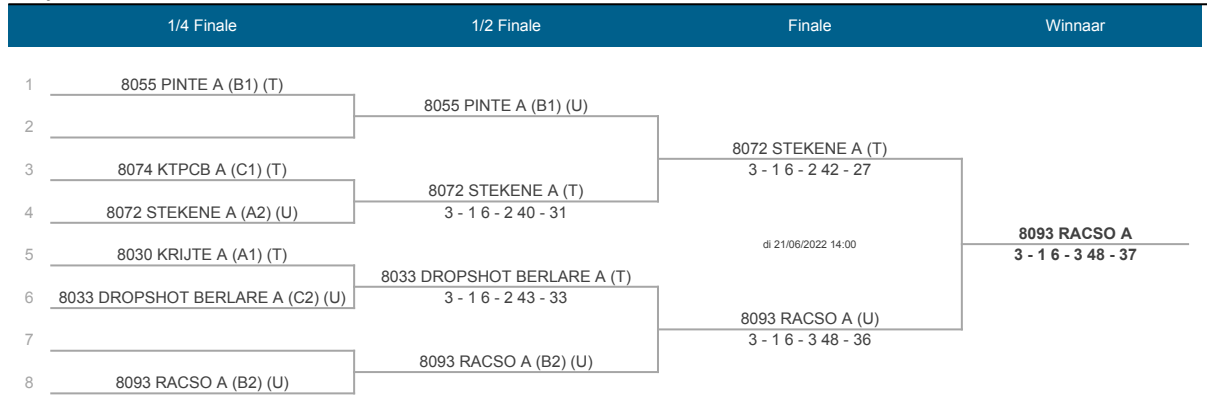 1/4 Finale 1/2 Finale Finale Winnaar
1 8055 PINTE A (B1) (T)
8055 PINTE A (B1) (U)
2
8072 STEKENE A (T)
3 8074 KTPCB A (C1) (T)
3 - 1 6 - 2 42 - 27
8072 STEKENE A (T)
4 8072 STEKENE A (A2) (U)
3 - 1 6 - 2 40 - 31
8093 RACSO A
di 21/06/2022 14:00
5 8030 KRIJTE A (A1) (T)
3 - 1 6 - 3 48 - 37
8033 DROPSHOT BERLARE A (T)
6 8033 DROPSHOT BERLARE A (C2) (U)
3 - 1 6 - 2 43 - 33
8093 RACSO A (U)
7
3 - 1 6 - 3 48 - 36
8093 RACSO A (B2) (U)
8 8093 RACSO A (B2) (U)